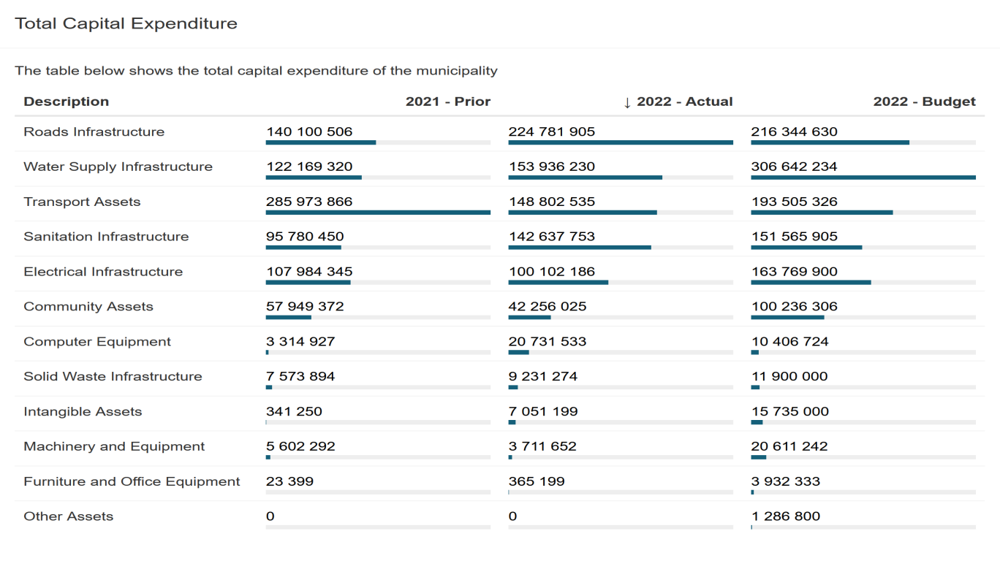 Total Capital Expenditure
The table below shows the total capital expenditure of the municipality
Description 2021 - Prior ↓ 2022 - Actual 2022 - Budget
Roads Infrastructure 140 100 506 224 781 905 216 344 630
Water Supply Infrastructure 122 169 320 153 936 230 306 642 234
Transport Assets 285 973 866 148 802 535 193 505 326
Sanitation Infrastructure 95 780 450 142 637 753 151 565 905
Electrical Infrastructure 107 984 345 100 102 186 163 769 900
Community Assets 57 949 372 42 256 025 100 236 306
Computer Equipment 3 314 927 20 731 533 10 406 724
Solid Waste Infrastructure 7 573 894 9 231 274 11 900 000
Intangible Assets 341 250 7 051 199 15 735 000
Machinery and Equipment 5 602 292 3 711 652 20 611 242
Furniture and Office Equipment 23 399 365 199 3 932 333
Other Assets 0 0 1 286 800